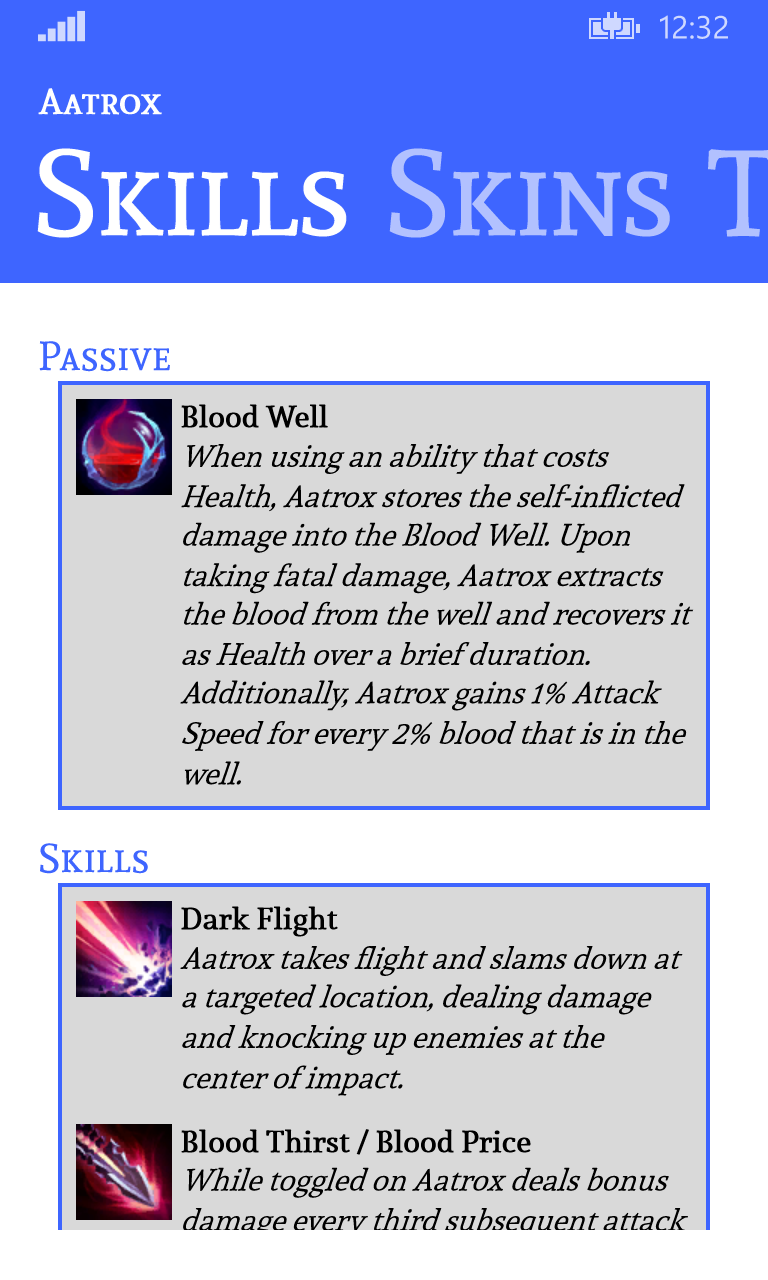 12:32
Aatrox
Skills Skins T
Passive
Blood Well
When using an ability that costs
Health, Aatrox stores the self-inflicted
damage into the Blood Well. Upon
taking fatal damage, Aatrox extracts
the blood from the well and recovers it
as Health over a brief duration.
Additionally, Aatrox gains 1% Attack
Speed for every 2% blood that is in the
well.
Skills
Dark Flight
Aatrox takes flight and slams down at
a targeted location, dealing damage
and knocking up enemies at the
center of impact.
Blood Thirst / Blood Price
While toggled on Aatrox deals bonus
damage every third subsequent attack